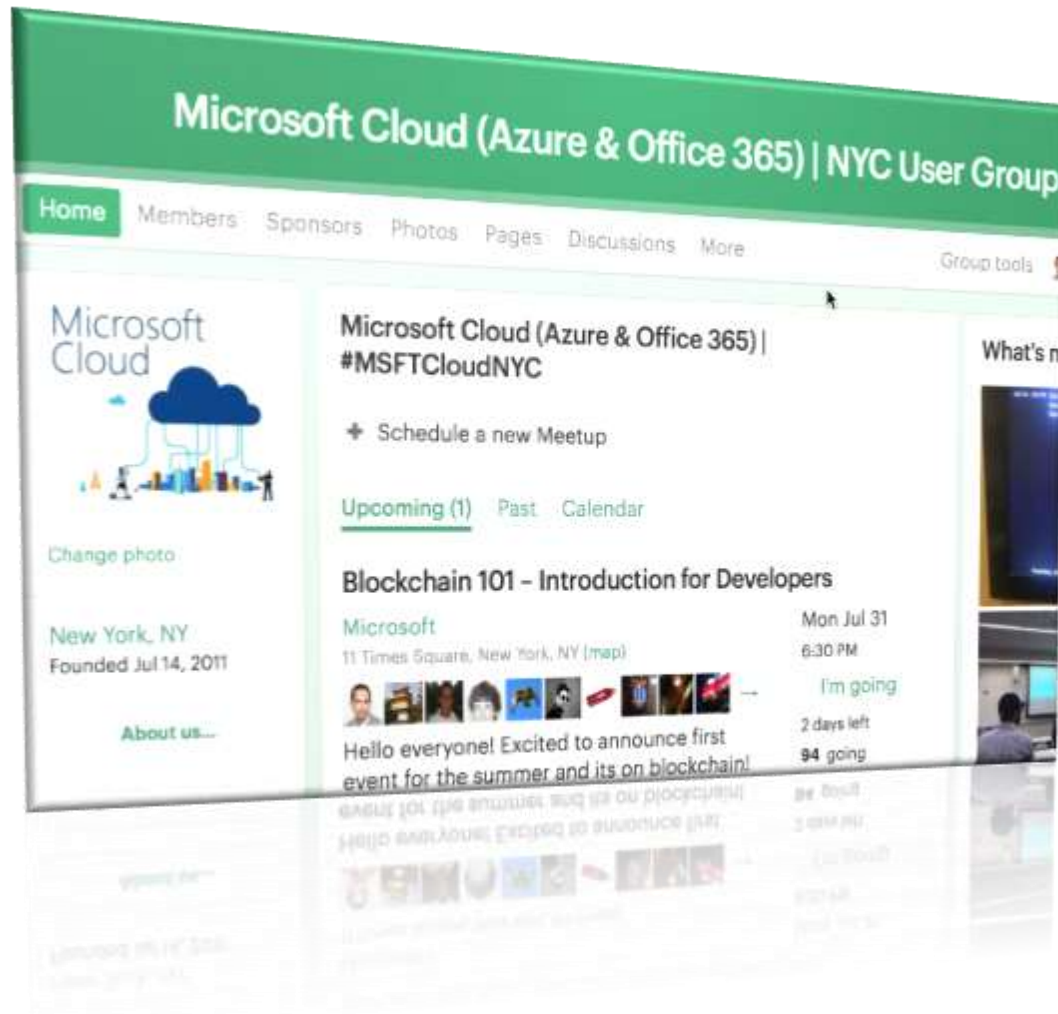 Microsoft Cloud (Azure & Office 365) | NYC User Group
Home Members Sponsors Photos Pages Discussions More
Group tools
Microsoft
Cloud
Change photo
New York, NY
Founded Jul 14, 2011
About us...
Microsoft Cloud (Azure & Office 365) |
#MSFTCloudNYC
+ Schedule a new Meetup
Upcoming (1) Past Calendar
Blockchain 101 – Introduction for Developers
Microsoft
11 Times Square, New York, NY (map)
Mon Jul 31
6:30 PM
I'm going
2 days left
94 going
Hello everyone! Excited to announce first
event for the summer and its on blockchain!
What's